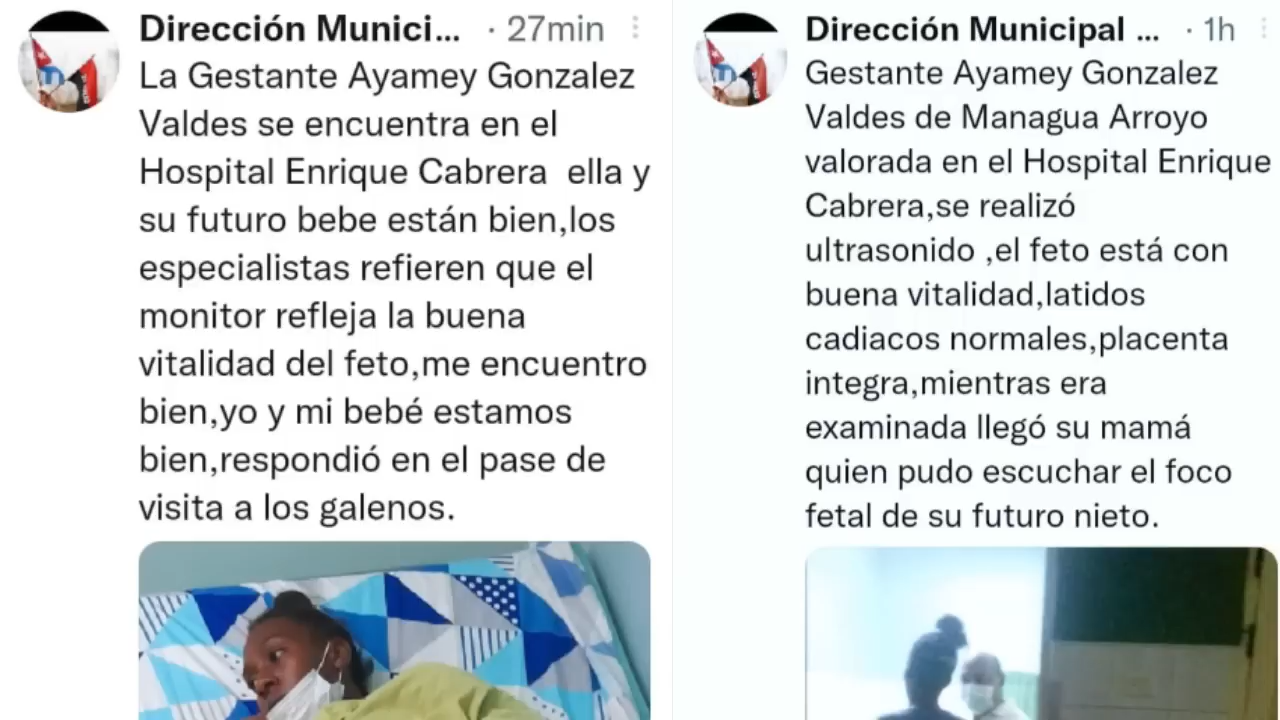 Dirección Munici... · 27min
La Gestante Ayamey Gonzalez
Valdes se encuentra en el
Hospital Enrique Cabrera  ella y
su futuro bebe están bien,los
especialistas refieren que el
monitor refleja la buena
vitalidad del feto,me encuentro
bien,yo y mi bebé estamos
bien,respondió en el pase de
visita a los galenos.
Dirección Municipal ... · 1h
Gestante Ayamey Gonzalez
Valdes de Managua Arroyo
valorada en el Hospital Enrique
Cabrera,se realizó
ultrasonido ,el feto está con
buena vitalidad,latidos
cadiacos normales,placenta
integra,mientras era
examinada llegó su mamá
quien pudo escuchar el foco
fetal de su futuro nieto.